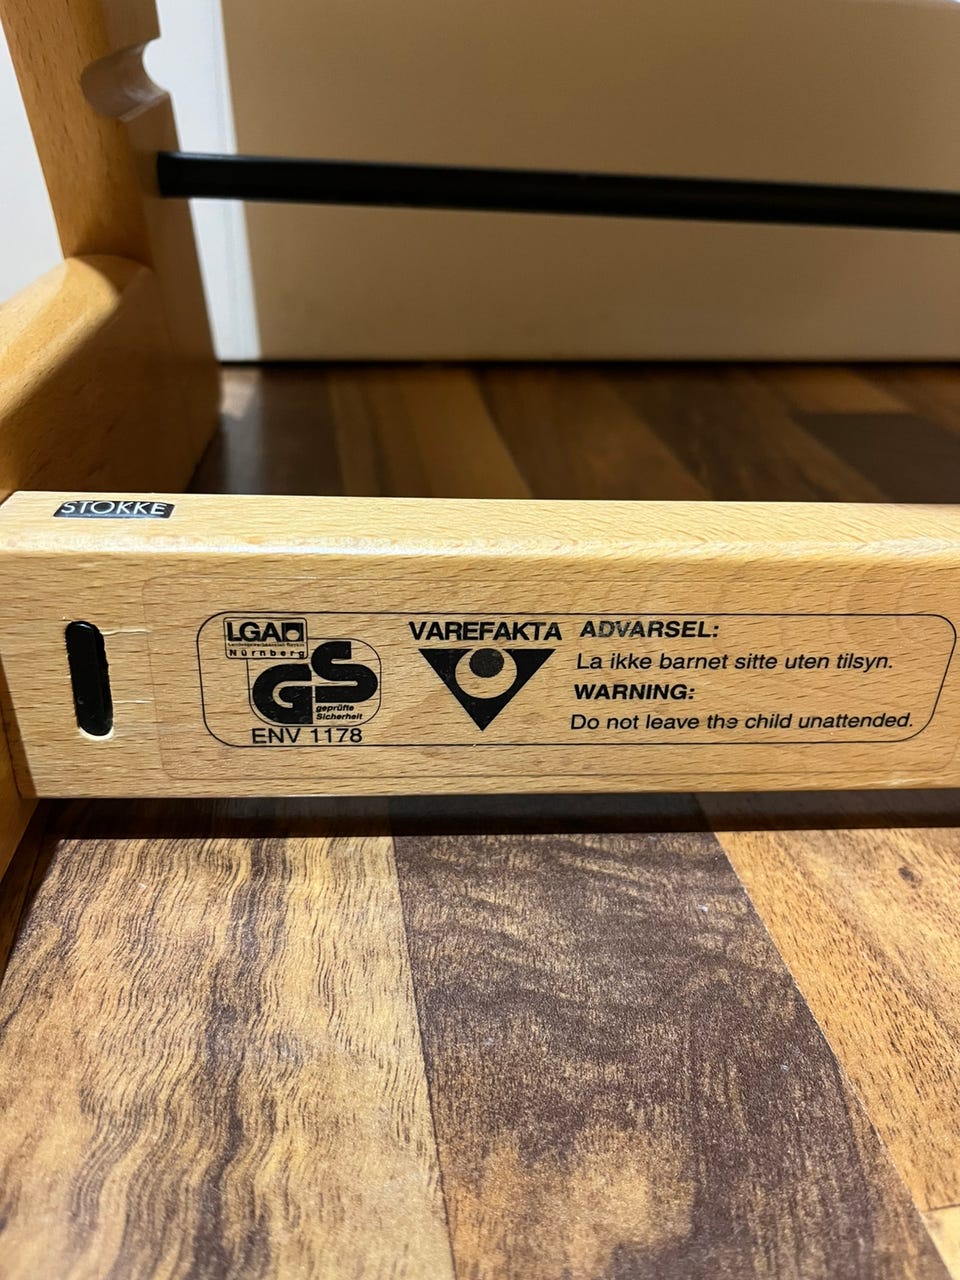 STOKKE
LGA
Nürnberg
GS
geprüfte
Sicherheit
ENV 1178
VAREFAKTA
ADVARSEL:
La ikke barnet sitte uten tilsyn.
WARNING:
Do not leave the child unattended.